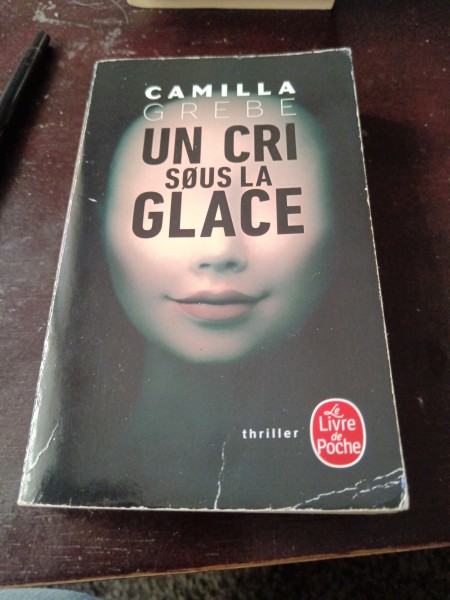 CAMILLA
GREBE
UN CRI
SØUS LA
GLACE
thriller
Le
Livre
de
Poche